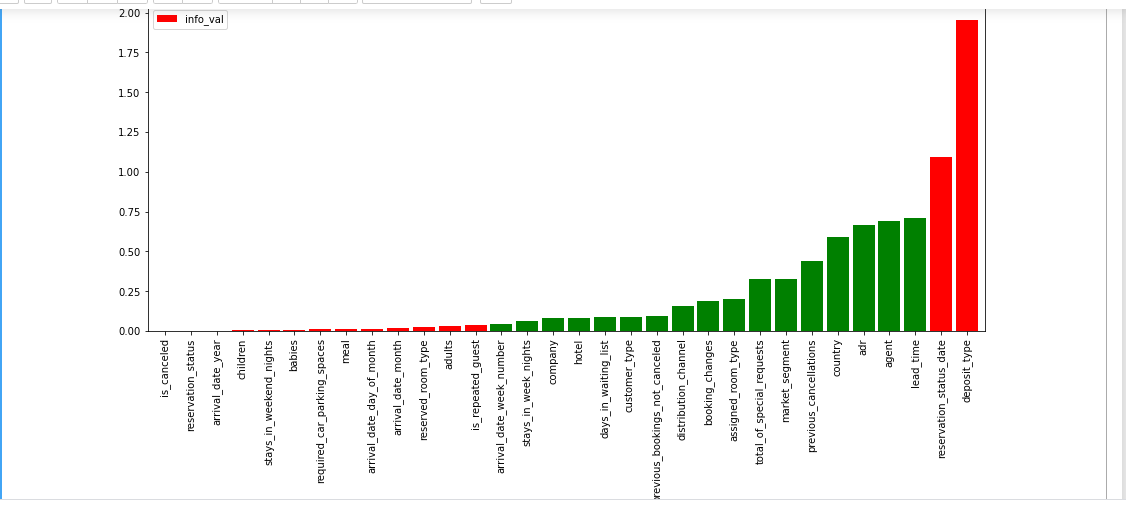 2.00
info_val
1.75
1.50
1.25
1.00
0.75
0.50
0.25
0.00
is_canceled
reservation_status
arrival_date_year
children
stays_in_weekend_nights
babies
required_car_parking_spaces
meal
arrival_date_day_of_month
arrival_date_month
reserved_room_type
adults
is_repeated_guest
arrival_date_week_number
stays_in_week_nights
company
hotel
days_in_waiting_list
customer_type
revious_bookings_not_canceled
distribution_channel
booking_changes
assigned_room_type
total_of_special_requests
market_segment
previous_cancellations
country
adr
agent
lead_time
reservation_status_date
deposit_type